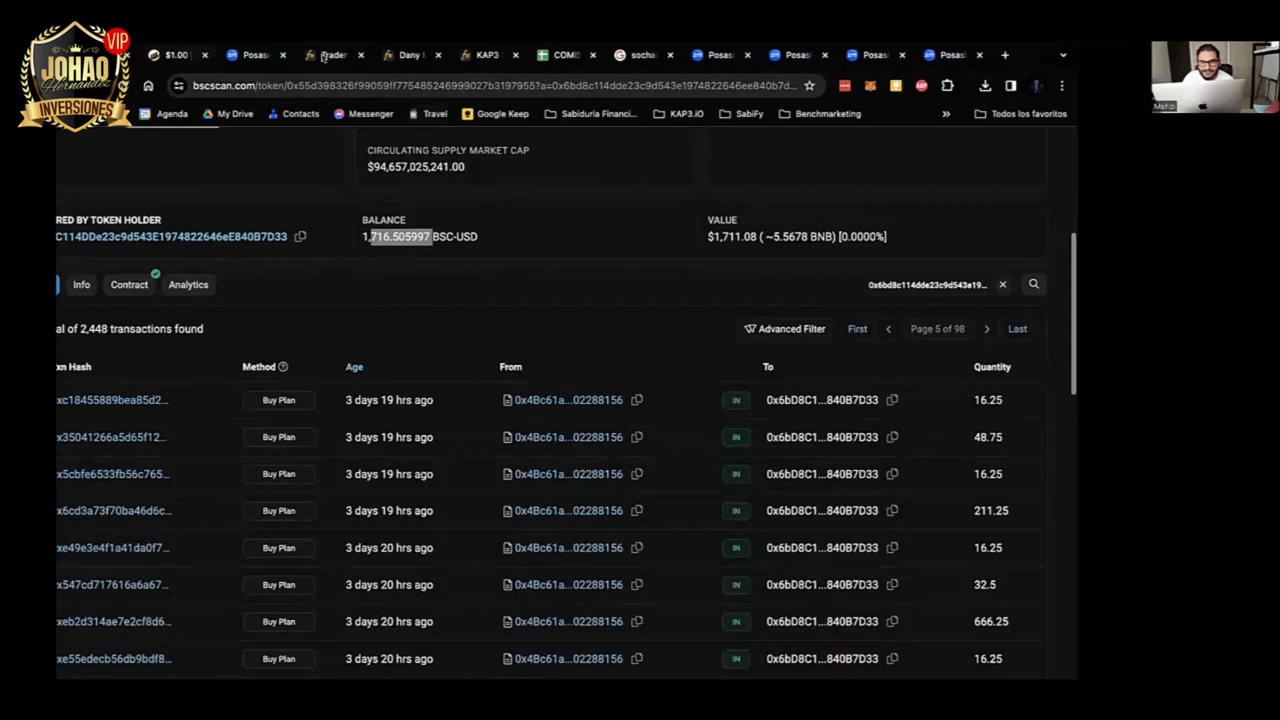 VIP
JOHAO
Hernandez
INVERSIONES
$1.00
Posas
Trader
Dany
KAP3
COMIS
socha
Posas
Posas
Posas
Posas
bscscan.com/token/0x55d398326f99059ff775485246999027b3197955?a=0x6bd8c114dde23c9d543e1974822646ee840b7d...
Agenda
My Drive
Contacts
Messenger
Travel
Google Keep
Sabiduria Financi...
KAP3.iO
SabiFy
Benchmarketing
»
Todos los favoritos
Mehdi
CIRCULATING SUPPLY MARKET CAP
$94,657,025,241.00
RED BY TOKEN HOLDER
BALANCE
VALUE
C114DDe23c9d543E1974822646eE840B7D33
1,716.505997 BSC-USD
$1,711.08 ( ~5.5678 BNB) [0.0000%]
Info
Contract
Analytics
0x6bd8c114dde23c9d543e19...
al of 2,448 transactions found
Advanced Filter
First
Page 5 of 98
Last
xn Hash Method Age From To Quantity
xc18455889bea85d2... Buy Plan 3 days 19 hrs ago 0x4Bc61a...02288156 IN 0x6bD8C1...840B7D33 16.25
x35041266a5d65f12... Buy Plan 3 days 19 hrs ago 0x4Bc61a...02288156 IN 0x6bD8C1...840B7D33 48.75
x5cbfe6533fb56c765... Buy Plan 3 days 19 hrs ago 0x4Bc61a...02288156 IN 0x6bD8C1...840B7D33 16.25
x6cd3a73f70ba46d6c... Buy Plan 3 days 19 hrs ago 0x4Bc61a...02288156 IN 0x6bD8C1...840B7D33 211.25
xe49e3e4f1a41da0f7... Buy Plan 3 days 20 hrs ago 0x4Bc61a...02288156 IN 0x6bD8C1...840B7D33 16.25
x547cd717616a6a67... Buy Plan 3 days 20 hrs ago 0x4Bc61a...02288156 IN 0x6bD8C1...840B7D33 32.5
xeb2d314ae7e2cf8d6... Buy Plan 3 days 20 hrs ago 0x4Bc61a...02288156 IN 0x6bD8C1...840B7D33 666.25
xe55edecb56db9bdf8... Buy Plan 3 days 20 hrs ago 0x4Bc61a...02288156 IN 0x6bD8C1...840B7D33 16.25